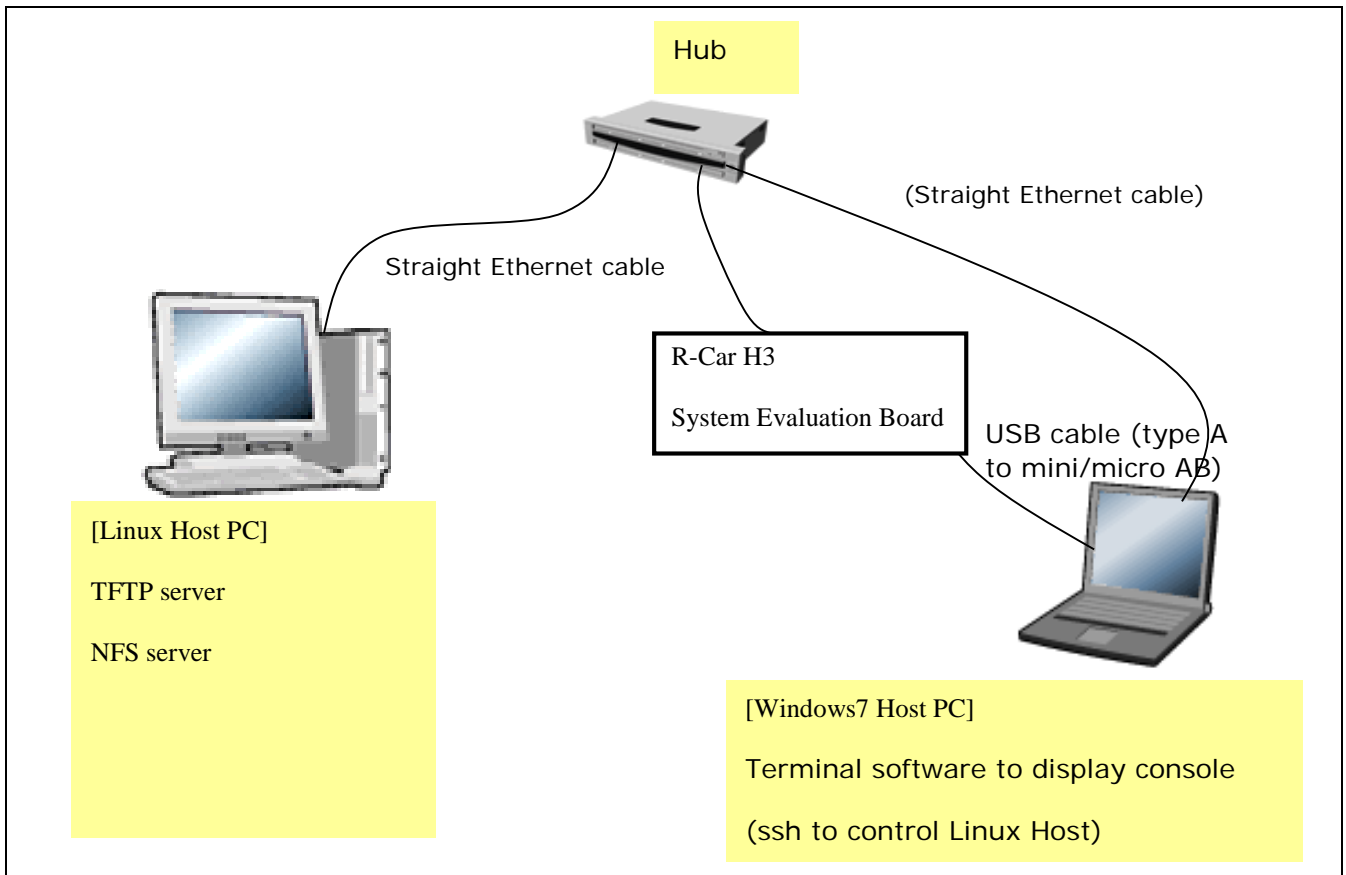 Hub
(Straight Ethernet cable)
Straight Ethernet cable
R-Car H3
System Evaluation Board
USB cable (type A
to mini/micro AB)
[Linux Host PC]
TFTP server
NFS server
[Windows7 Host PC]
Terminal software to display console
(ssh to control Linux Host)